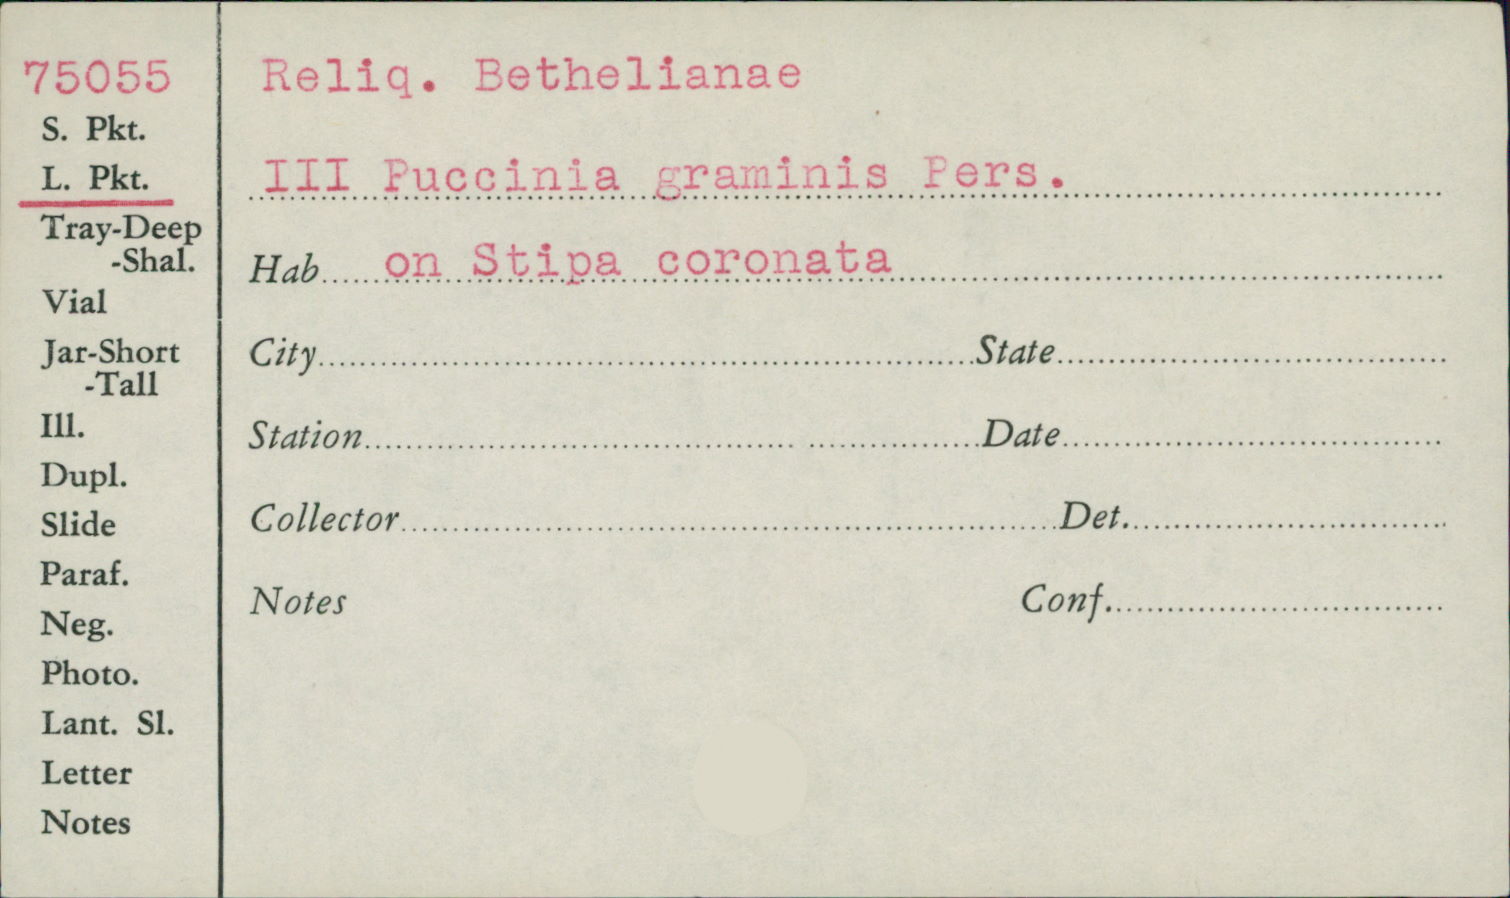 75055
S. Pkt.
L. Pkt.
Tray-Deep
-Shal.
Vial
Jar-Short
-Tall
Ill.
Dupl.
Slide
Paraf.
Neg.
Photo.
Lant. Sl.
Letter
Notes
Reliq. Bethelianae
III Puccinia graminis Pers.
Hab on Stipa coronata
City State
Station Date
Collector Det.
Notes Conf.